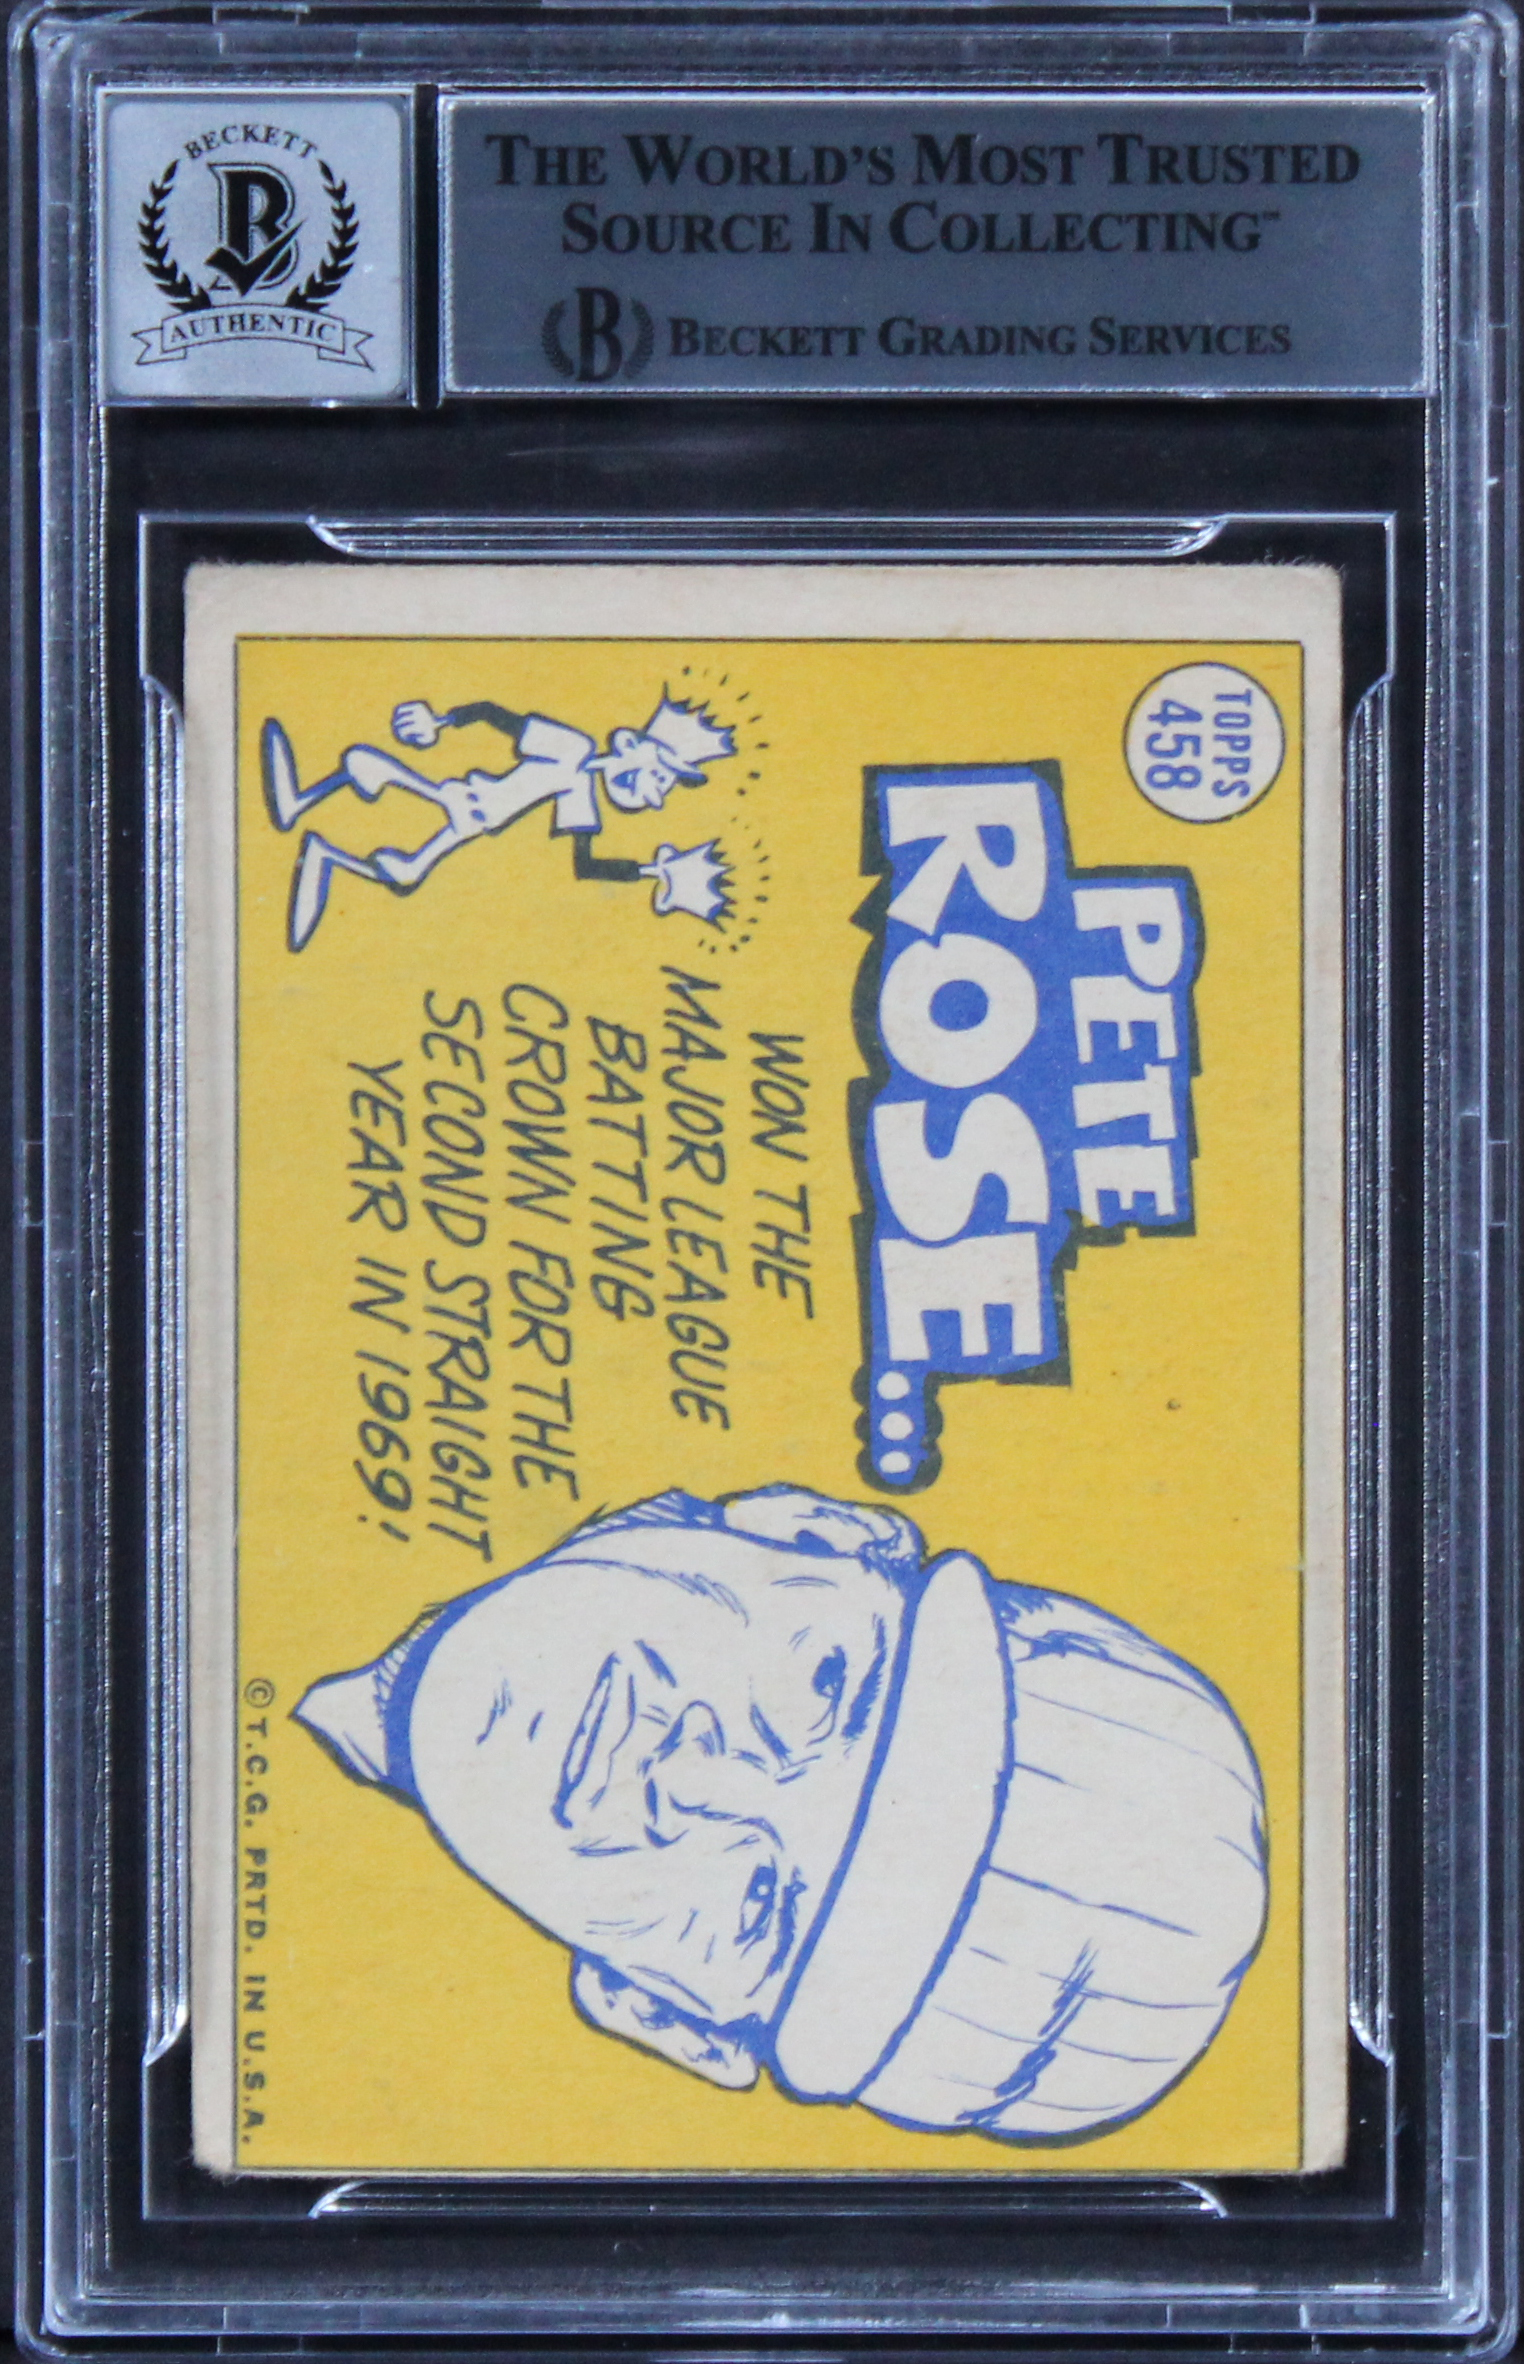 BECKETT
B
AUTHENTIC
THE WORLD'S MOST TRUSTED
SOURCE IN COLLECTING™
B BECKETT GRADING SERVICES
TOPPS
458
PETE
ROSE...
WON THE
MAJOR LEAGUE
BATTING
CROWN FOR THE
SECOND STRAIGHT
YEAR IN 1969!
©T.C.G. PRTD. IN U.S.A.